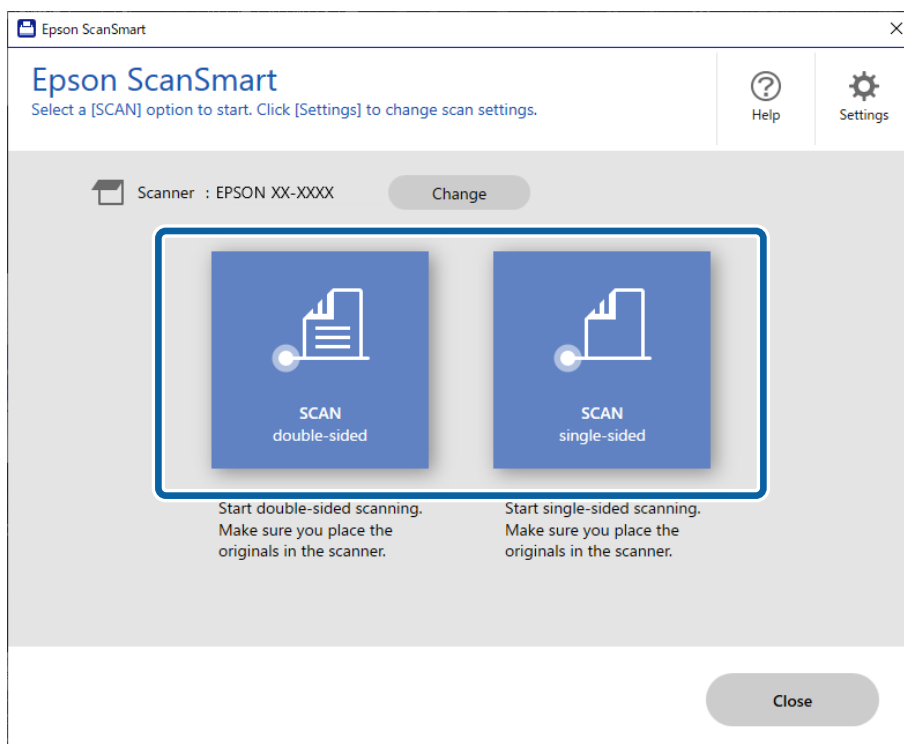 Epson ScanSmart
Epson ScanSmart
Select a [SCAN] option to start. Click [Settings] to change scan settings.
Help
Settings
Scanner : EPSON XX-XXXX
Change
SCAN
double-sided
SCAN
single-sided
Start double-sided scanning.
Make sure you place the
originals in the scanner.
Start single-sided scanning.
Make sure you place the
originals in the scanner.
Close